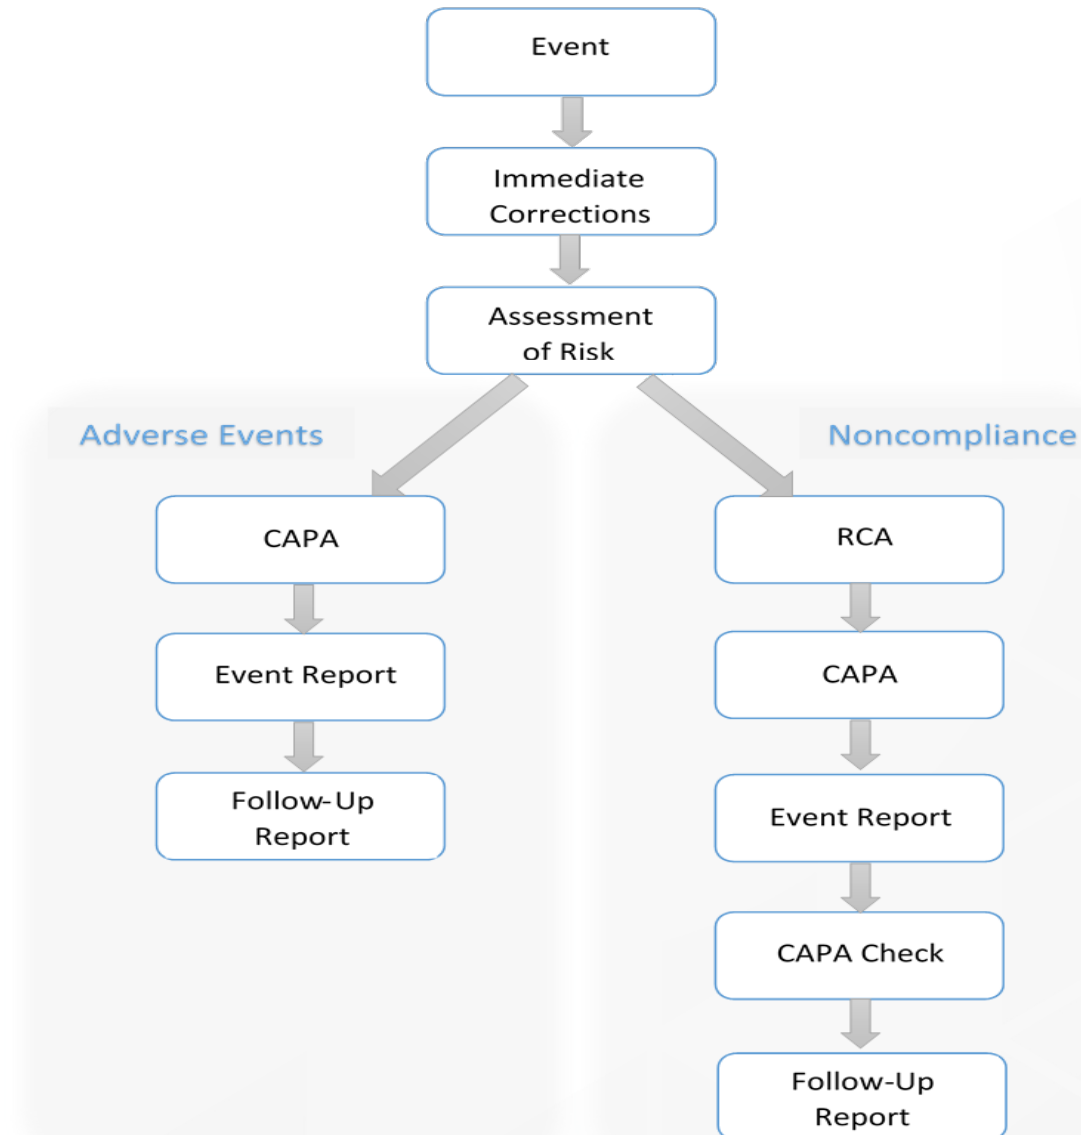 Event
Immediate
Corrections
Assessment
of Risk
Adverse Events
CAPA
Event Report
Follow-Up
Report
Noncompliance
RCA
CAPA
Event Report
CAPA Check
Follow-Up
Report